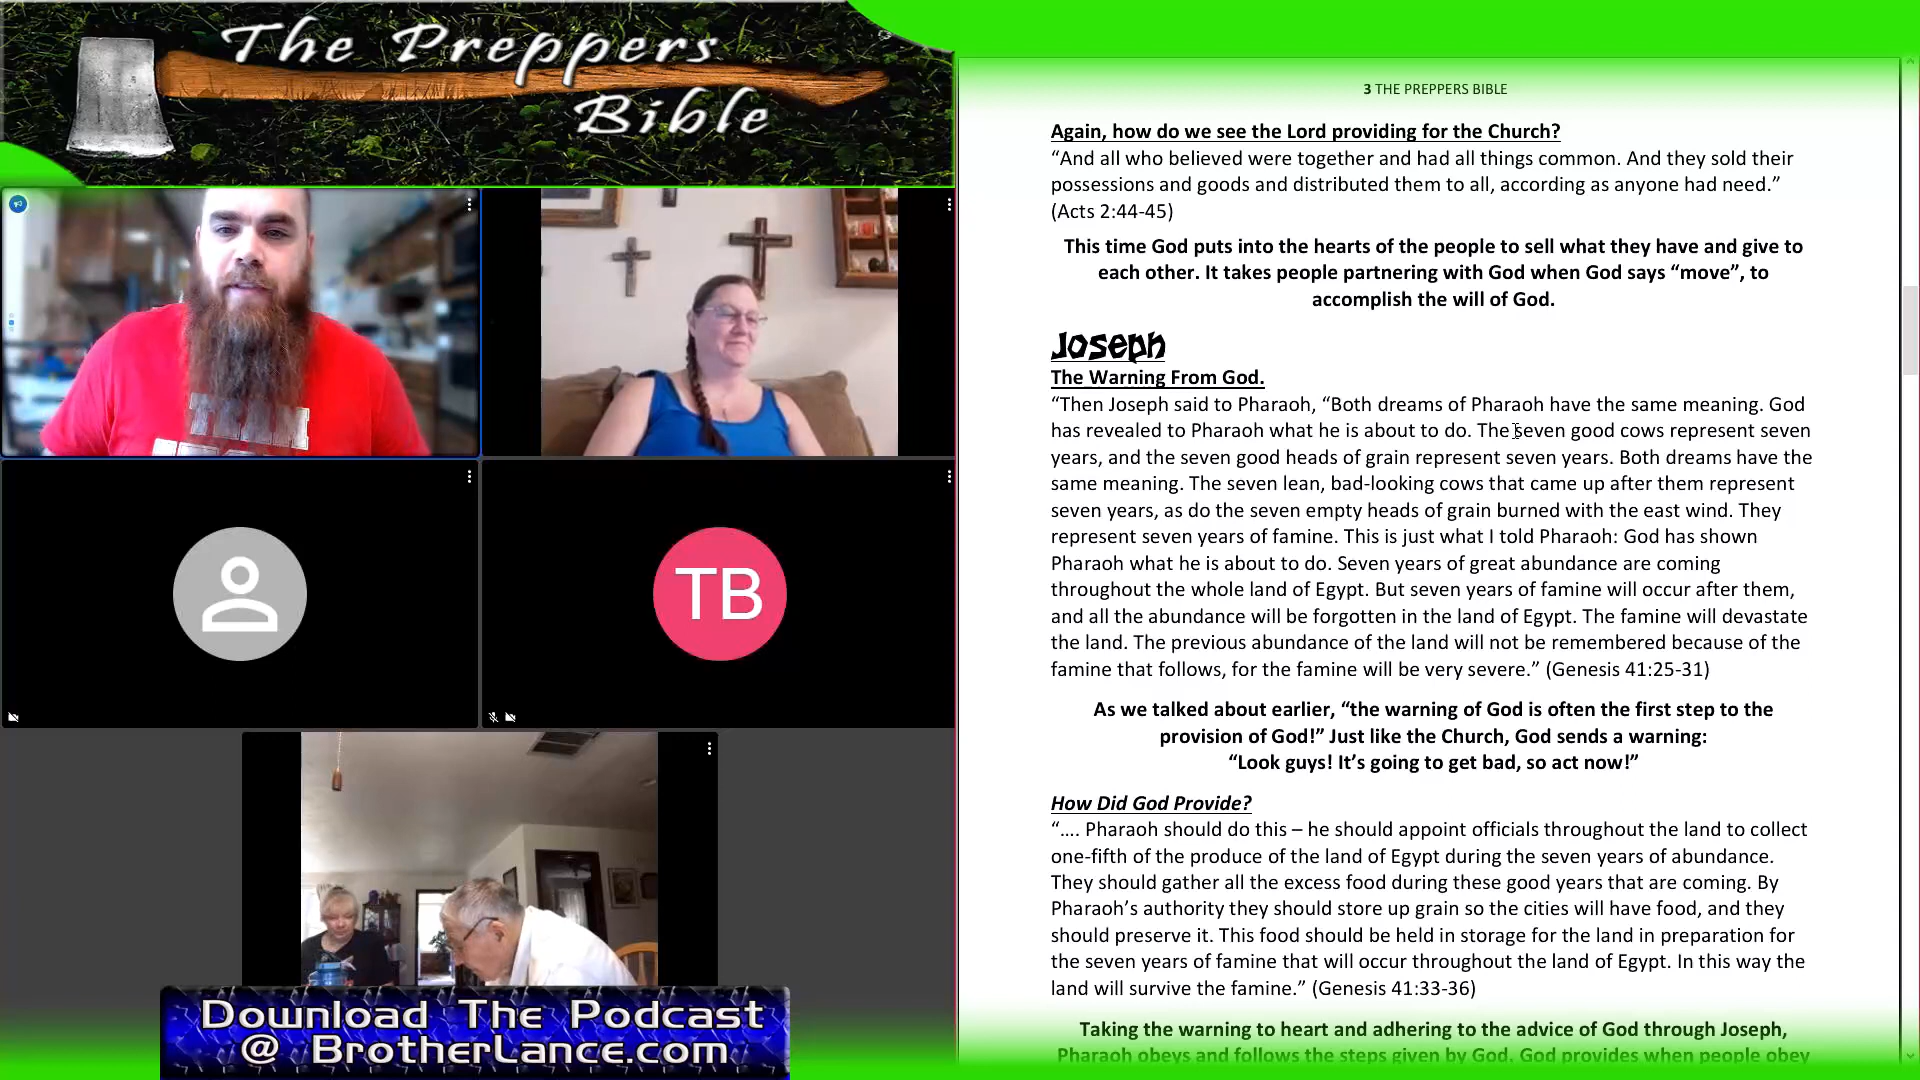 The Preppers
Bible
TB
Download The Podcast
@ BrotherLance.com
3 THE PREPPERS BIBLE
Again, how do we see the Lord providing for the Church?
“And all who believed were together and had all things common. And they sold their
possessions and goods and distributed them to all, according as anyone had need.”
(Acts 2:44-45)
This time God puts into the hearts of the people to sell what they have and give to
each other. It takes people partnering with God when God says “move”, to
accomplish the will of God.
Joseph
The Warning From God.
“Then Joseph said to Pharaoh, “Both dreams of Pharaoh have the same meaning. God
has revealed to Pharaoh what he is about to do. The seven good cows represent seven
years, and the seven good heads of grain represent seven years. Both dreams have the
same meaning. The seven lean, bad-looking cows that came up after them represent
seven years, as do the seven empty heads of grain burned with the east wind. They
represent seven years of famine. This is just what I told Pharaoh: God has shown
Pharaoh what he is about to do. Seven years of great abundance are coming
throughout the whole land of Egypt. But seven years of famine will occur after them,
and all the abundance will be forgotten in the land of Egypt. The famine will devastate
the land. The previous abundance of the land will not be remembered because of the
famine that follows, for the famine will be very severe.” (Genesis 41:25-31)
As we talked about earlier, “the warning of God is often the first step to the
provision of God!” Just like the Church, God sends a warning:
“Look guys! It’s going to get bad, so act now!”
How Did God Provide?
“…. Pharaoh should do this – he should appoint officials throughout the land to collect
one-fifth of the produce of the land of Egypt during the seven years of abundance.
They should gather all the excess food during these good years that are coming. By
Pharaoh’s authority they should store up grain so the cities will have food, and they
should preserve it. This food should be held in storage for the land in preparation for
the seven years of famine that will occur throughout the land of Egypt. In this way the
land will survive the famine.” (Genesis 41:33-36)
Taking the warning to heart and adhering to the advice of God through Joseph,
Pharaoh obeys and follows the steps given by God. God provides when people obey